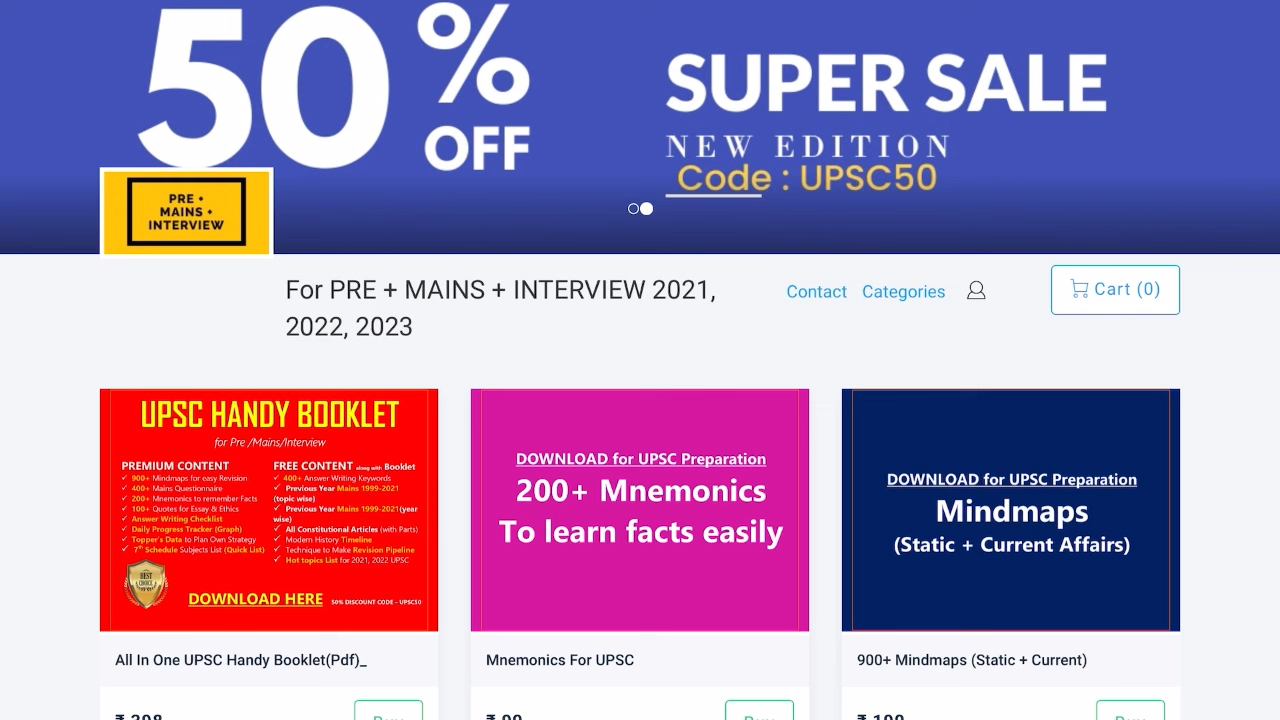 50% OFF
SUPER SALE
NEW EDITION
Code : UPSC50
PRE +
MAINS +
INTERVIEW
For PRE + MAINS + INTERVIEW 2021,
2022, 2023
Contact
Categories
Cart (0)
UPSC HANDY BOOKLET
for Pre /Mains/Interview
PREMIUM CONTENT
✓ 900+ Mindmaps for easy Revision
✓ 400+ Mains Questionnaire
✓ 200+ Mnemonics to remember Facts
✓ 100+ Quotes for Essay & Ethics
✓ Answer Writing Checklist
✓ Daily Progress Tracker (Graph)
✓ Topper's Data to Plan Own Strategy
✓ 7th Schedule Subjects List (Quick List)
FREE CONTENT along with Booklet
✓ 400+ Answer Writing Keywords
✓ Previous Year Mains 1999-2021
(topic wise)
✓ Previous Year Mains 1999-2021(year
wise)
✓ All Constitutional Articles (with Parts)
✓ Modern History Timeline
✓ Technique to Make Revision Pipeline
✓ Hot topics List for 2021, 2022 UPSC
BEST
CHOICE
DOWNLOAD HERE
50% DISCOUNT CODE – UPSC50
DOWNLOAD for UPSC Preparation
200+ Mnemonics
To learn facts easily
DOWNLOAD for UPSC Preparation
Mindmaps
(Static + Current Affairs)
All In One UPSC Handy Booklet(Pdf)_
Mnemonics For UPSC
900+ Mindmaps (Static + Current)